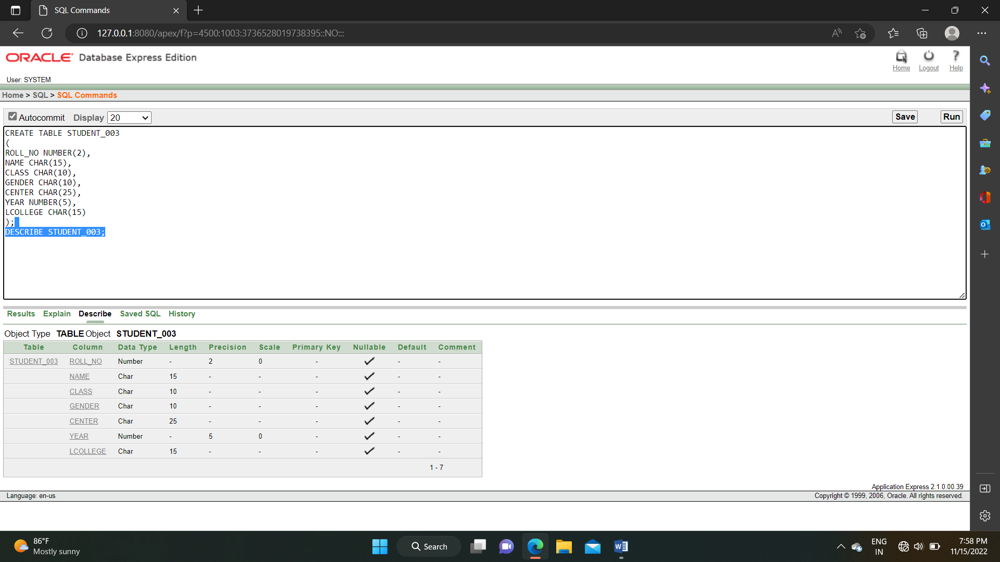 SQL Commands
127.0.0.1:8080/apex/f?p=4500:1003:3736528019738395::NO:::
ORACLE® Database Express Edition
Home Logout Help
User: SYSTEM
Home > SQL > SQL Commands
Autocommit Display 20 Save Run
CREATE TABLE STUDENT_003
(
ROLL_NO NUMBER(2),
NAME CHAR(15),
CLASS CHAR(10),
GENDER CHAR(10),
CENTER CHAR(25),
YEAR NUMBER(5),
LCOLLEGE CHAR(15)
);
DESCRIBE STUDENT_003;
Results Explain Describe Saved SQL History
Object Type TABLE Object STUDENT_003
Table Column Data Type Length Precision Scale Primary Key Nullable Default Comment
STUDENT_003 ROLL_NO Number - 2 0 - ✓ - -
NAME Char 15 - - - ✓ - -
CLASS Char 10 - - - ✓ - -
GENDER Char 10 - - - ✓ - -
CENTER Char 25 - - - ✓ - -
YEAR Number - 5 0 - ✓ - -
LCOLLEGE Char 15 - - - ✓ - -
1 - 7
Application Express 2.1.0.00.39
Language: en-us Copyright © 1999, 2006, Oracle. All rights reserved.
86°F
Mostly sunny
Search
ENG
IN
7:58 PM
11/15/2022